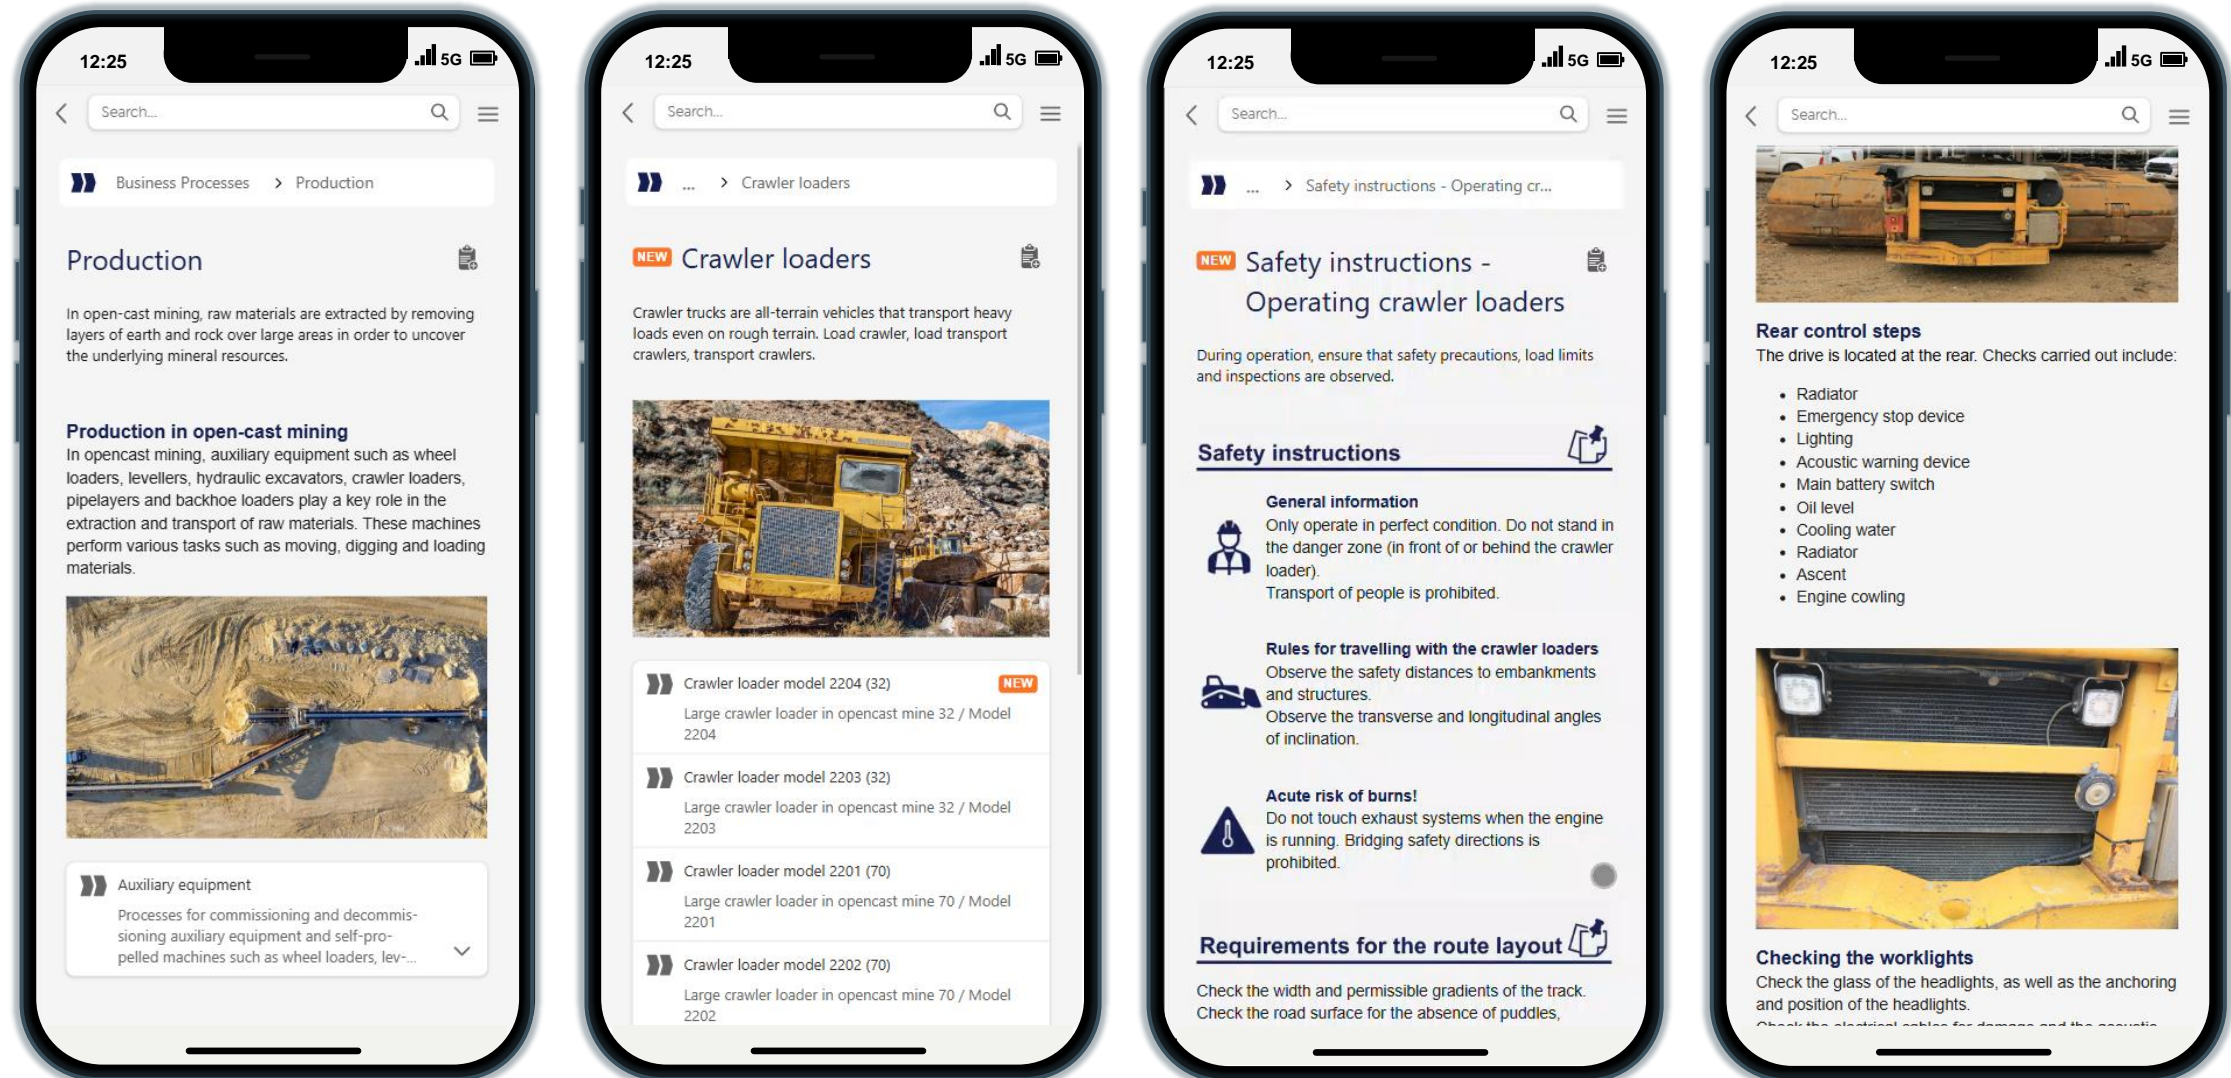 12:25
5G
Search...
Business Processes > Production
Production
In open-cast mining, raw materials are extracted by removing
layers of earth and rock over large areas in order to uncover
the underlying mineral resources.
Production in open-cast mining
In opencast mining, auxiliary equipment such as wheel
loaders, levellers, hydraulic excavators, crawler loaders,
pipelayers and backhoe loaders play a key role in the
extraction and transport of raw materials. These machines
perform various tasks such as moving, digging and loading
materials.
Auxiliary equipment
Processes for commissioning and decommis-
sioning auxiliary equipment and self-pro-
pelled machines such as wheel loaders, lev-...
12:25
5G
Search...
... > Crawler loaders
NEW Crawler loaders
Crawler trucks are all-terrain vehicles that transport heavy
loads even on rough terrain. Load crawler, load transport
crawlers, transport crawlers.
Crawler loader model 2204 (32) NEW
Large crawler loader in opencast mine 32 / Model
2204
Crawler loader model 2203 (32)
Large crawler loader in opencast mine 32 / Model
2203
Crawler loader model 2201 (70)
Large crawler loader in opencast mine 70 / Model
2201
Crawler loader model 2202 (70)
Large crawler loader in opencast mine 70 / Model
2202
12:25
5G
Search...
... > Safety instructions - Operating cr...
NEW Safety instructions -
Operating crawler loaders
During operation, ensure that safety precautions, load limits
and inspections are observed.
Safety instructions
General information
Only operate in perfect condition. Do not stand in
the danger zone (in front of or behind the crawler
loader).
Transport of people is prohibited.
Rules for travelling with the crawler loaders
Observe the safety distances to embankments
and structures.
Observe the transverse and longitudinal angles
of inclination.
Acute risk of burns!
Do not touch exhaust systems when the engine
is running. Bridging safety directions is
prohibited.
Requirements for the route layout
Check the width and permissible gradients of the track.
Check the road surface for the absence of puddles,
12:25
5G
Search...
Rear control steps
The drive is located at the rear. Checks carried out include:
• Radiator
• Emergency stop device
• Lighting
• Acoustic warning device
• Main battery switch
• Oil level
• Cooling water
• Radiator
• Ascent
• Engine cowling
Checking the worklights
Check the glass of the headlights, as well as the anchoring
and position of the headlights.
Check the electrical cables for damage and the acoustic